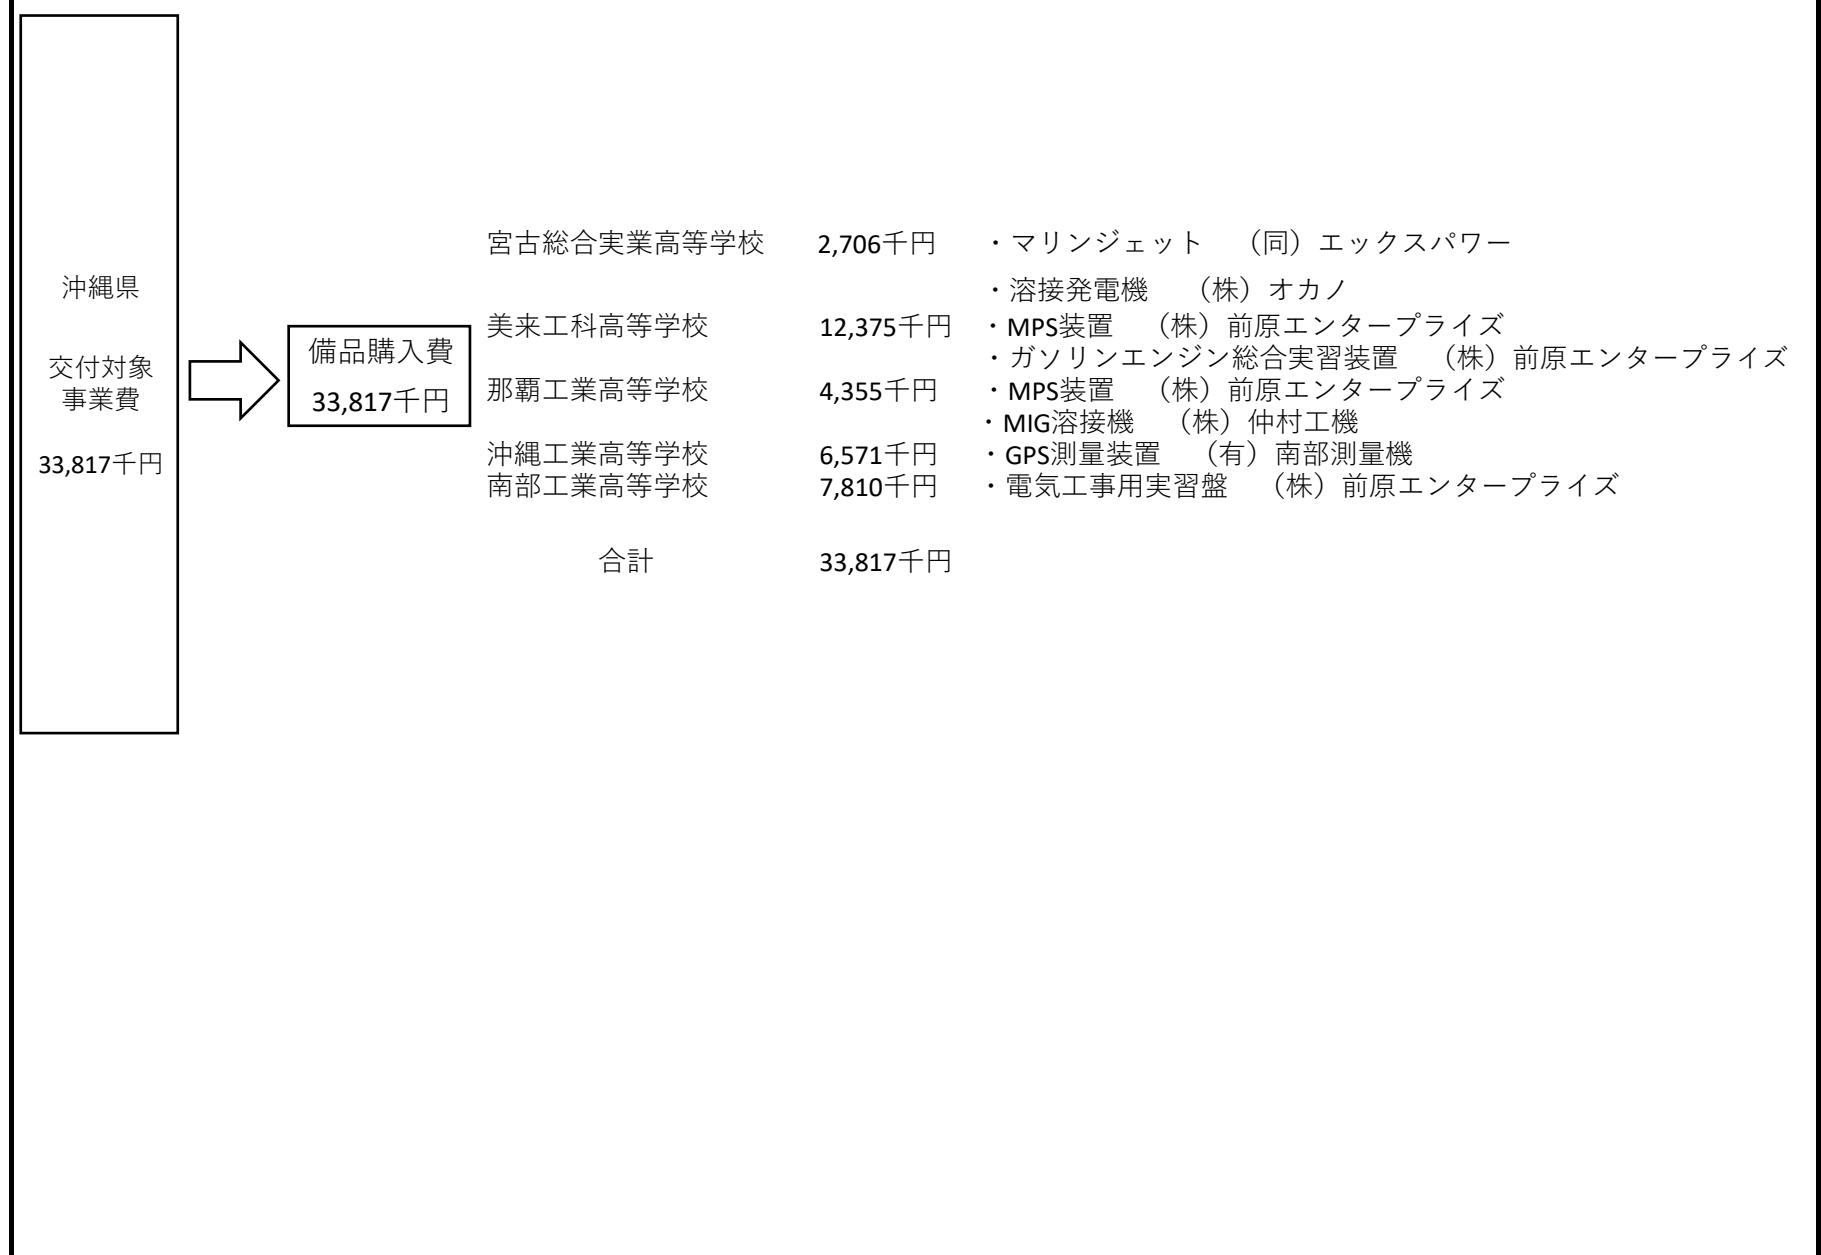 沖縄県
交付対象
事業費
33,817千円
備品購入費
33,817千円
宮古総合実業高等学校 2,706千円 ・マリンジェット （同）エックスパワー
・溶接発電機 （株）オカノ
美来工科高等学校 12,375千円 ・MPS装置 （株）前原エンタープライズ
・ガソリンエンジン総合実習装置 （株）前原エンタープライズ
那覇工業高等学校 4,355千円 ・MPS装置 （株）前原エンタープライズ
・MIG溶接機 （株）仲村工機
沖縄工業高等学校 6,571千円 ・GPS測量装置 （有）南部測量機
南部工業高等学校 7,810千円 ・電気工事用実習盤 （株）前原エンタープライズ
合計 33,817千円